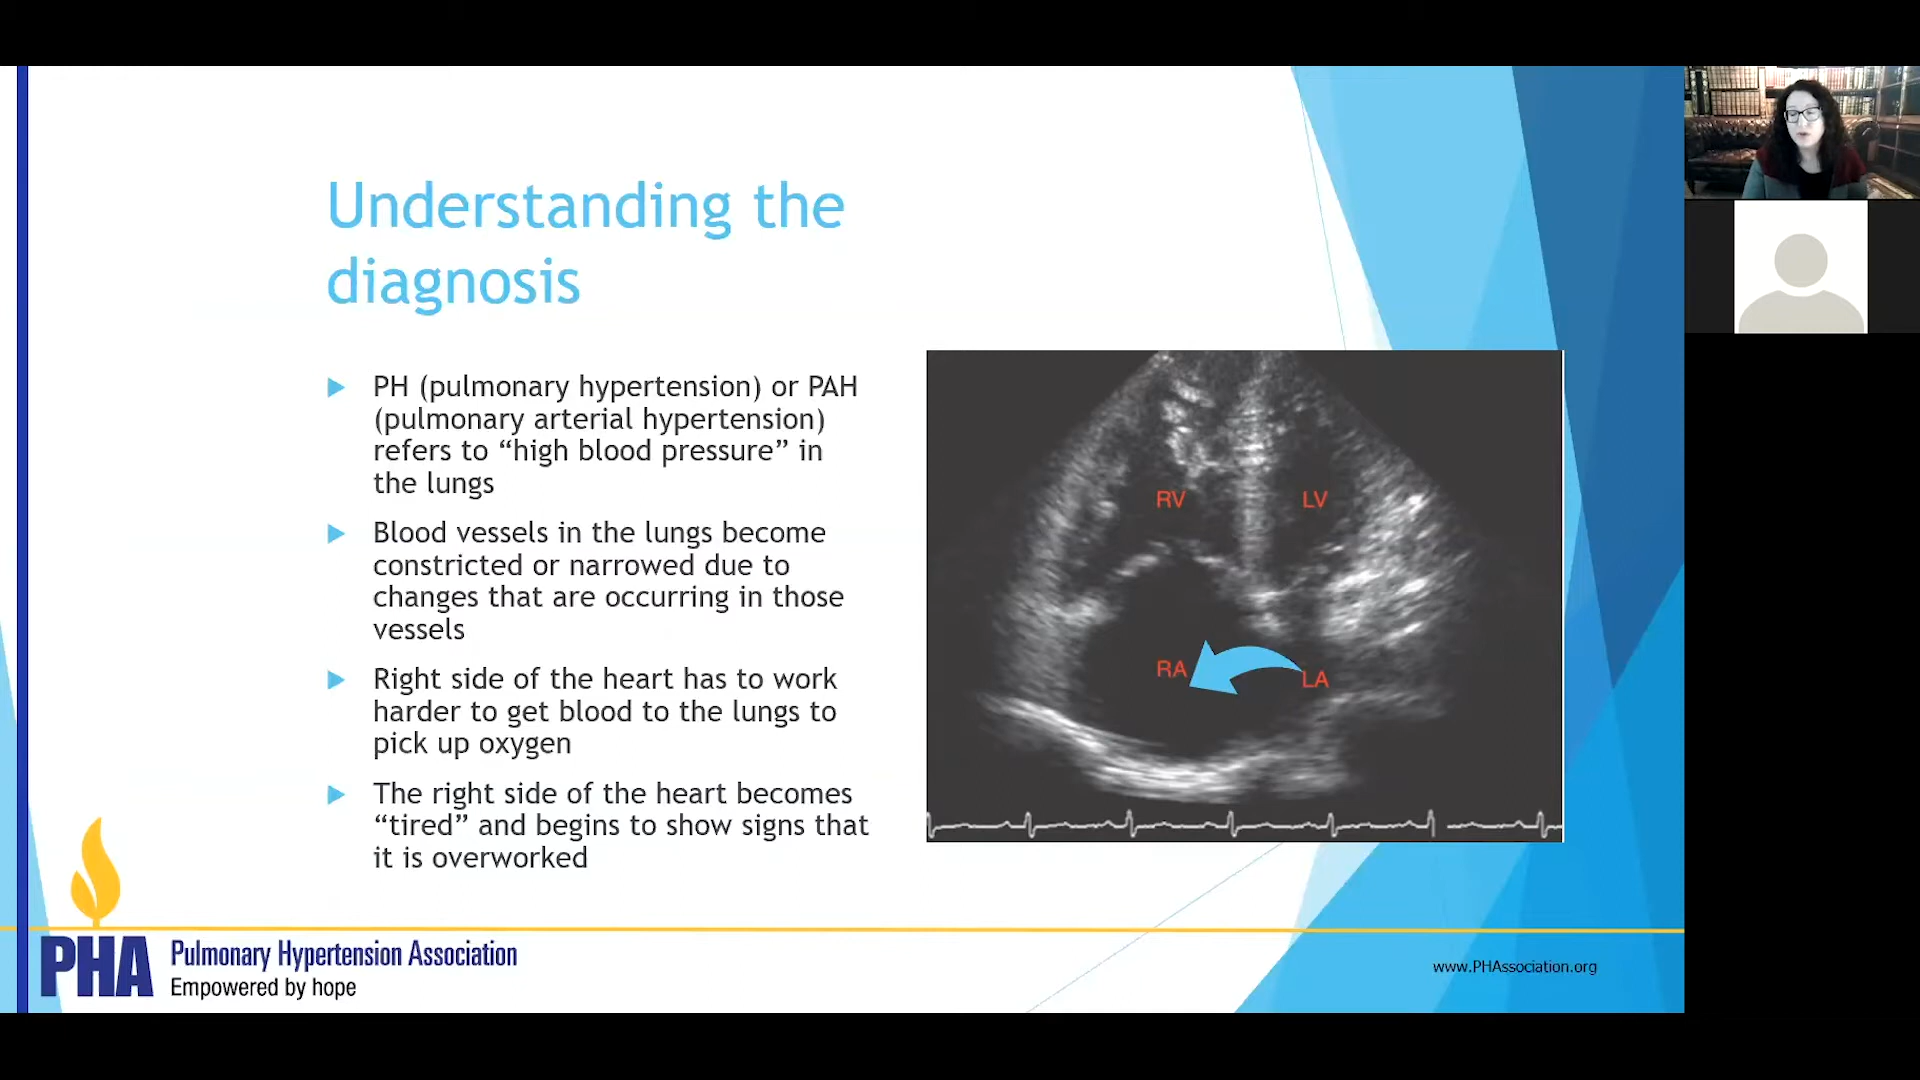 Understanding the
diagnosis
PH (pulmonary hypertension) or PAH
(pulmonary arterial hypertension)
refers to “high blood pressure” in
the lungs
Blood vessels in the lungs become
constricted or narrowed due to
changes that are occurring in those
vessels
Right side of the heart has to work
harder to get blood to the lungs to
pick up oxygen
The right side of the heart becomes
“tired” and begins to show signs that
it is overworked
RV
LV
RA
LA
PHA
Pulmonary Hypertension Association
Empowered by hope
www.PHAssociation.org